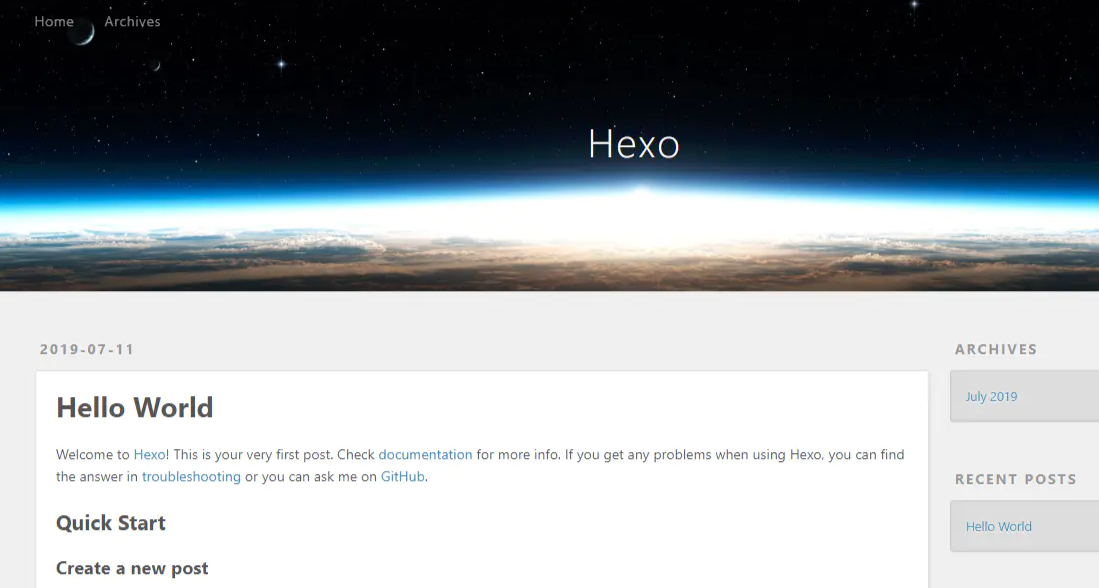 Home Archives
Hexo
2019-07-11
Hello World
Welcome to Hexo! This is your very first post. Check documentation for more info. If you get any problems when using Hexo, you can find
the answer in troubleshooting or you can ask me on GitHub.
Quick Start
Create a new post
ARCHIVES
July 2019
RECENT POSTS
Hello World